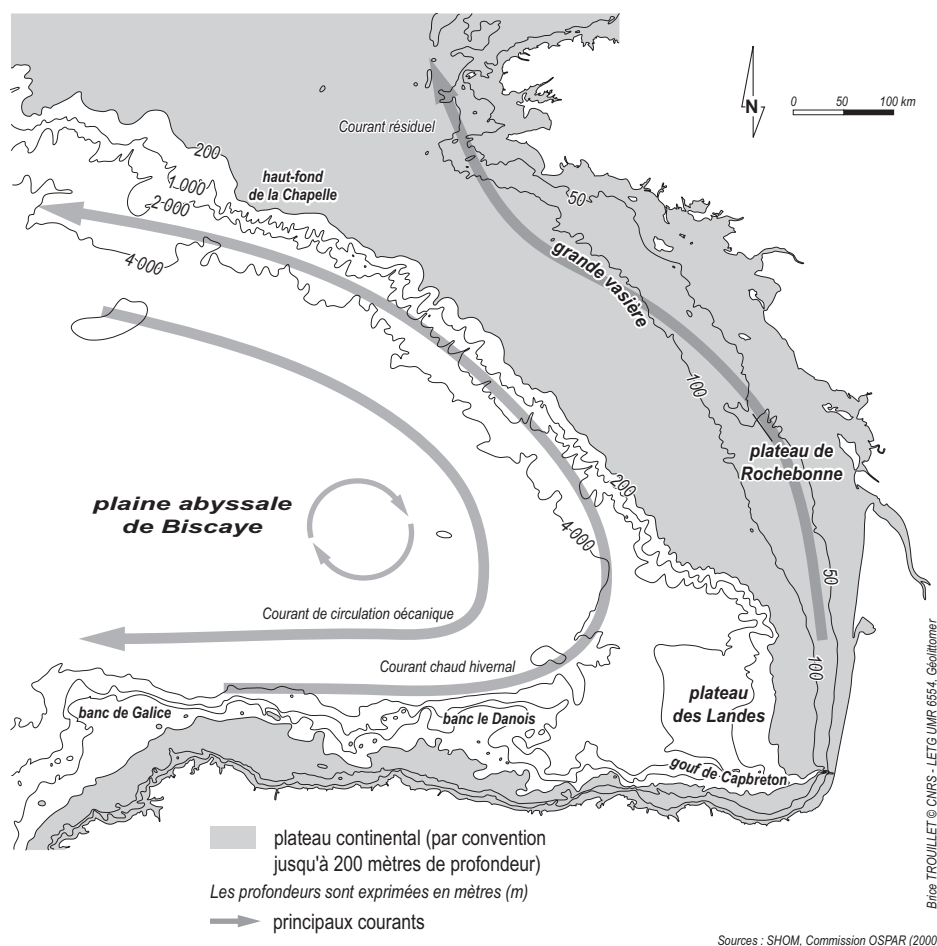 Courant résiduel
N
0 50 100 km
200
haut-fond
de la Chapelle
1 000
2 000
4 000
50
grande vasière
100
plateau de
Rochebonne
200
4 000
plaine abyssale
de Biscaye
50
Courant de circulation oécanique
Courant chaud hivernal
100
plateau
des Landes
banc de Galice
banc le Danois
gouf de Capbreton
plateau continental (par convention
jusqu'à 200 mètres de profondeur)
Les profondeurs sont exprimées en mètres (m)
principaux courants
Brice TROUILLET © CNRS - LETG UMR 6554, Géolittomer
Sources : SHOM, Commission OSPAR (2000